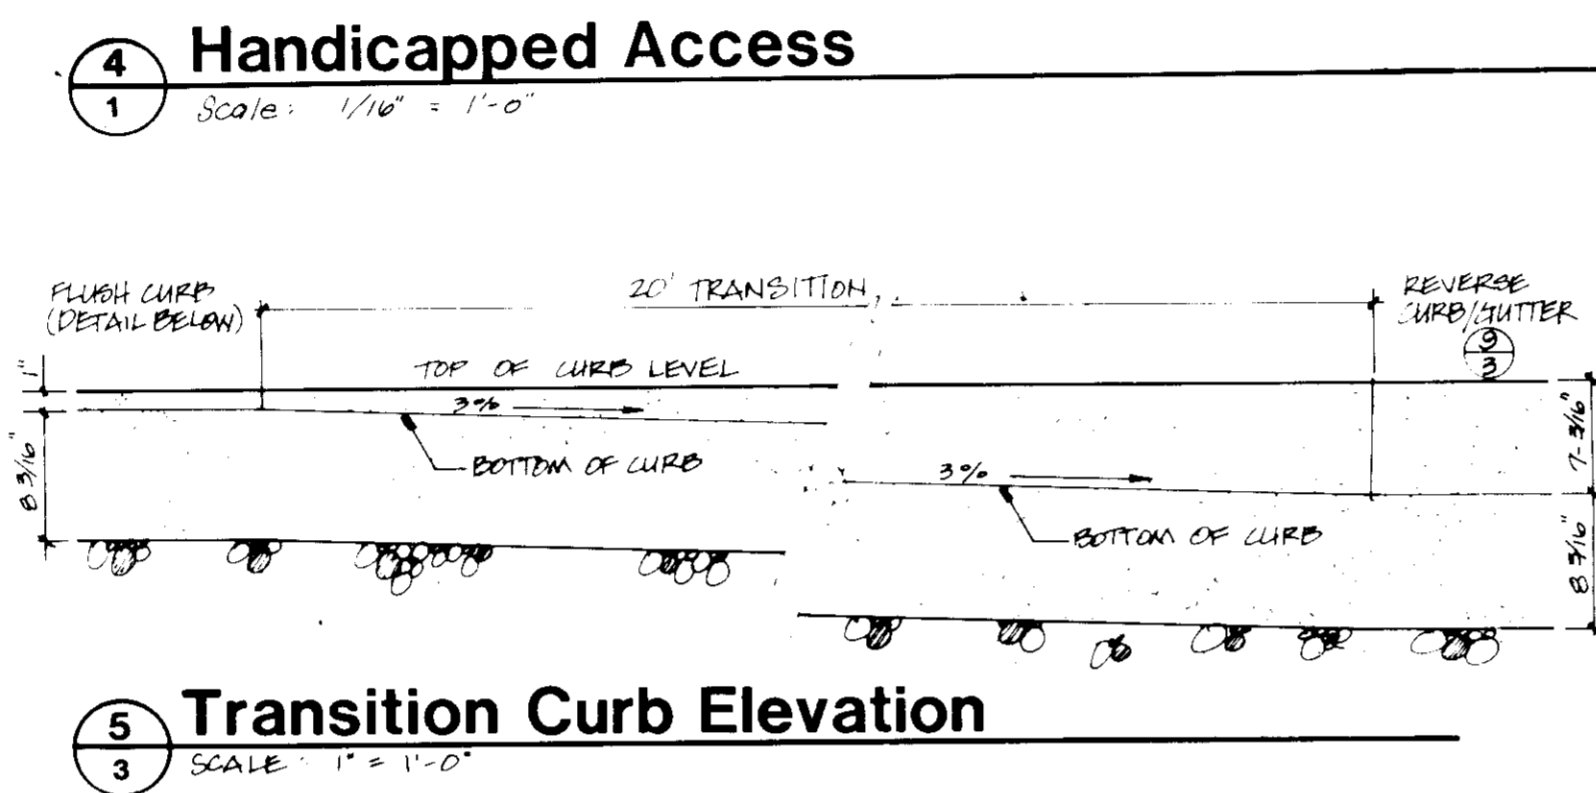 4
1
Handicapped Access
Scale: 1/16" = 1'-0"
FLUSH CURB
(DETAIL BELOW)
20' TRANSITION
REVERSE
CURB/GUTTER
9
3
1"
TOP OF CURB LEVEL
3%
BOTTOM OF CURB
8 3/16"
3%
BOTTOM OF CURB
7-3/16"
8 3/16"
5
3
Transition Curb Elevation
SCALE: 1" = 1'-0"